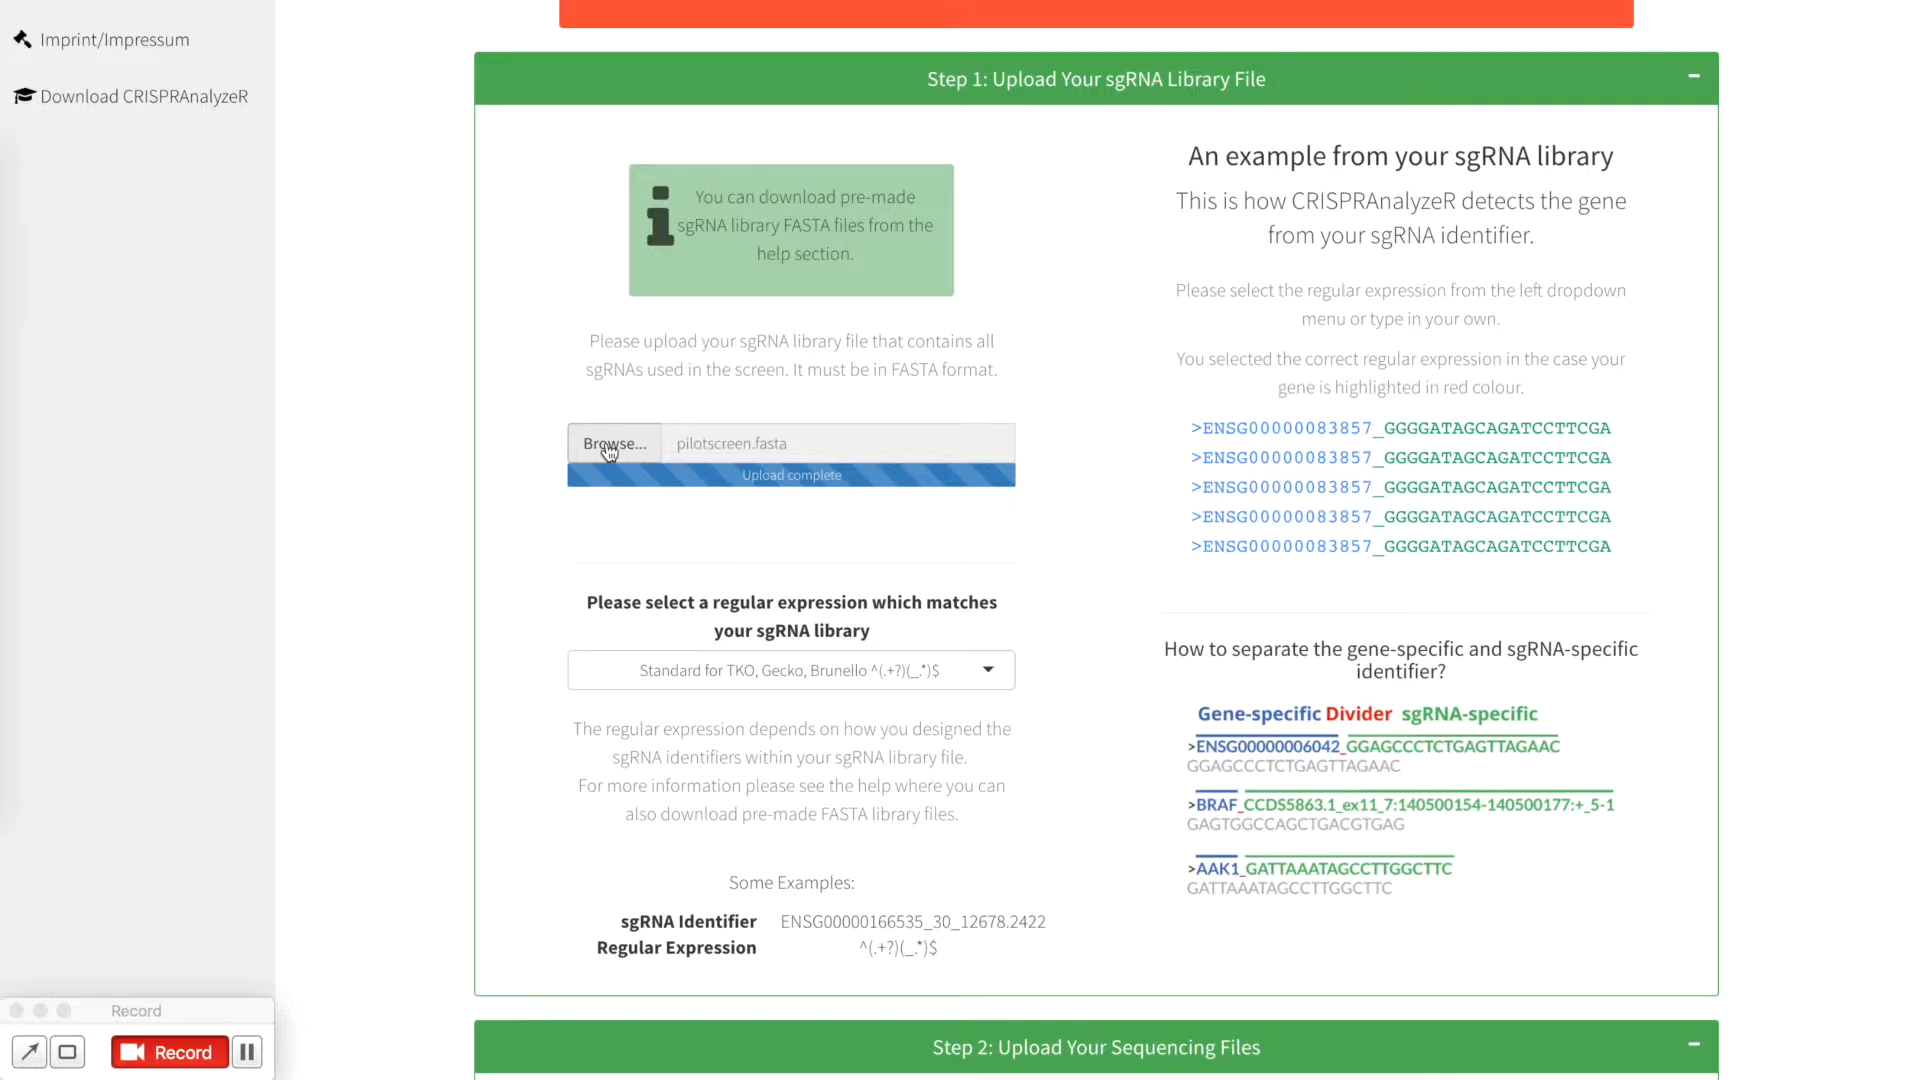 Imprint/Impressum
Download CRISPRAnalyzeR
Step 1: Upload Your sgRNA Library File
You can download pre-made
sgRNA library FASTA files from the
help section.
Please upload your sgRNA library file that contains all
sgRNAs used in the screen. It must be in FASTA format.
Browse... pilotscreen.fasta
Upload complete
Please select a regular expression which matches
your sgRNA library
Standard for TKO, Gecko, Brunello ^(.+?)(_.*)$
The regular expression depends on how you designed the
sgRNA identifiers within your sgRNA library file.
For more information please see the help where you can
also download pre-made FASTA library files.
Some Examples:
sgRNA Identifier ENSG00000166535_30_12678.2422
Regular Expression ^(.+?)(_.*)$
An example from your sgRNA library
This is how CRISPRAnalyzeR detects the gene
from your sgRNA identifier.
Please select the regular expression from the left dropdown
menu or type in your own.
You selected the correct regular expression in the case your
gene is highlighted in red colour.
>ENSG00000083857_GGGGATAGCAGATCCTTCGA
>ENSG00000083857_GGGGATAGCAGATCCTTCGA
>ENSG00000083857_GGGGATAGCAGATCCTTCGA
>ENSG00000083857_GGGGATAGCAGATCCTTCGA
>ENSG00000083857_GGGGATAGCAGATCCTTCGA
How to separate the gene-specific and sgRNA-specific
identifier?
Gene-specific Divider sgRNA-specific
>ENSG00000006042_GGAGCCCTCTGAGTTAGAAC
GGAGCCCTCTGAGTTAGAAC
>BRAF_CCDS5863.1_ex11_7:140500154-140500177:+_5-1
GAGTGGCCAGCTGACGTGAG
>AAK1_GATTAAATAGCCTTGGCTTC
GATTAAATAGCCTTGGCTTC
Step 2: Upload Your Sequencing Files
Record
Record